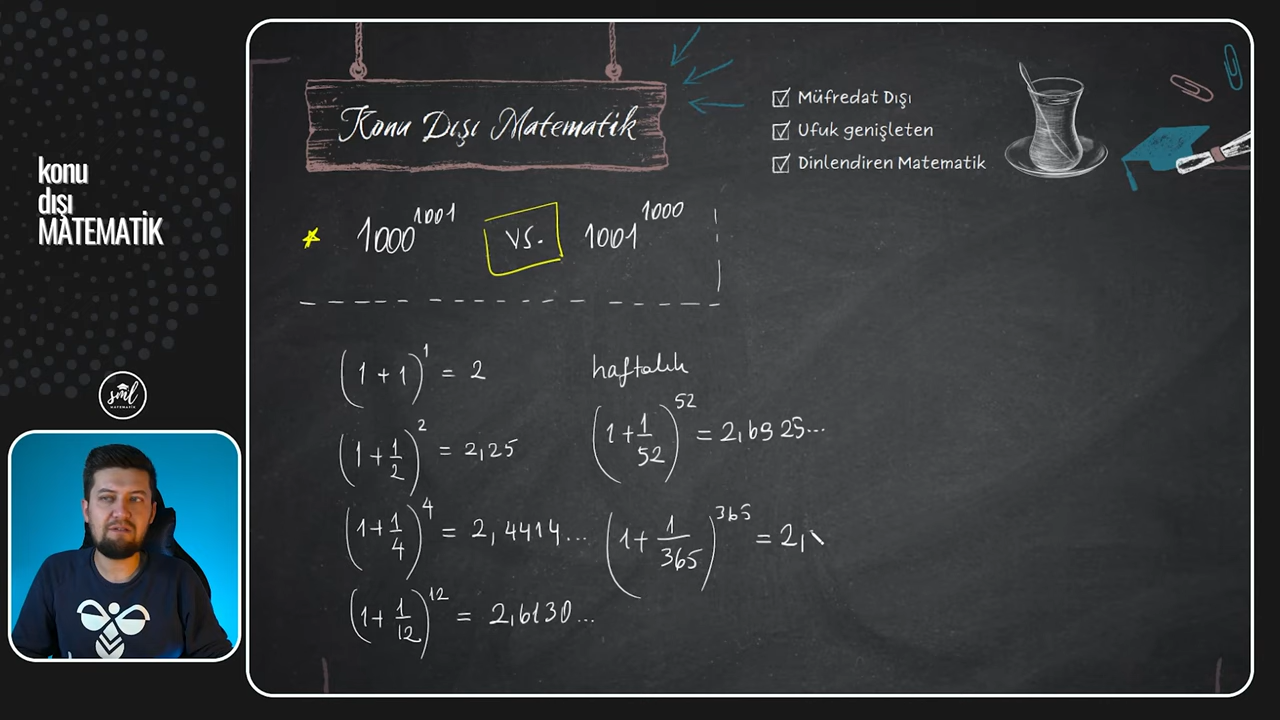 konu
dışı
MATEMATİK
sml
MATEMATİK
Konu Dışı Matematik
Müfredat Dışı
Ufuk genişleten
Dinlendiren Matematik
1000^1001 vs. 1001^1000
(1 + 1)^1 = 2
(1 + 1/2)^2 = 2,25
(1 + 1/4)^4 = 2,4414...
(1 + 1/12)^12 = 2,6130...
haftalık
(1 + 1/52)^52 = 2,6925...
(1 + 1/365)^365 = 2,